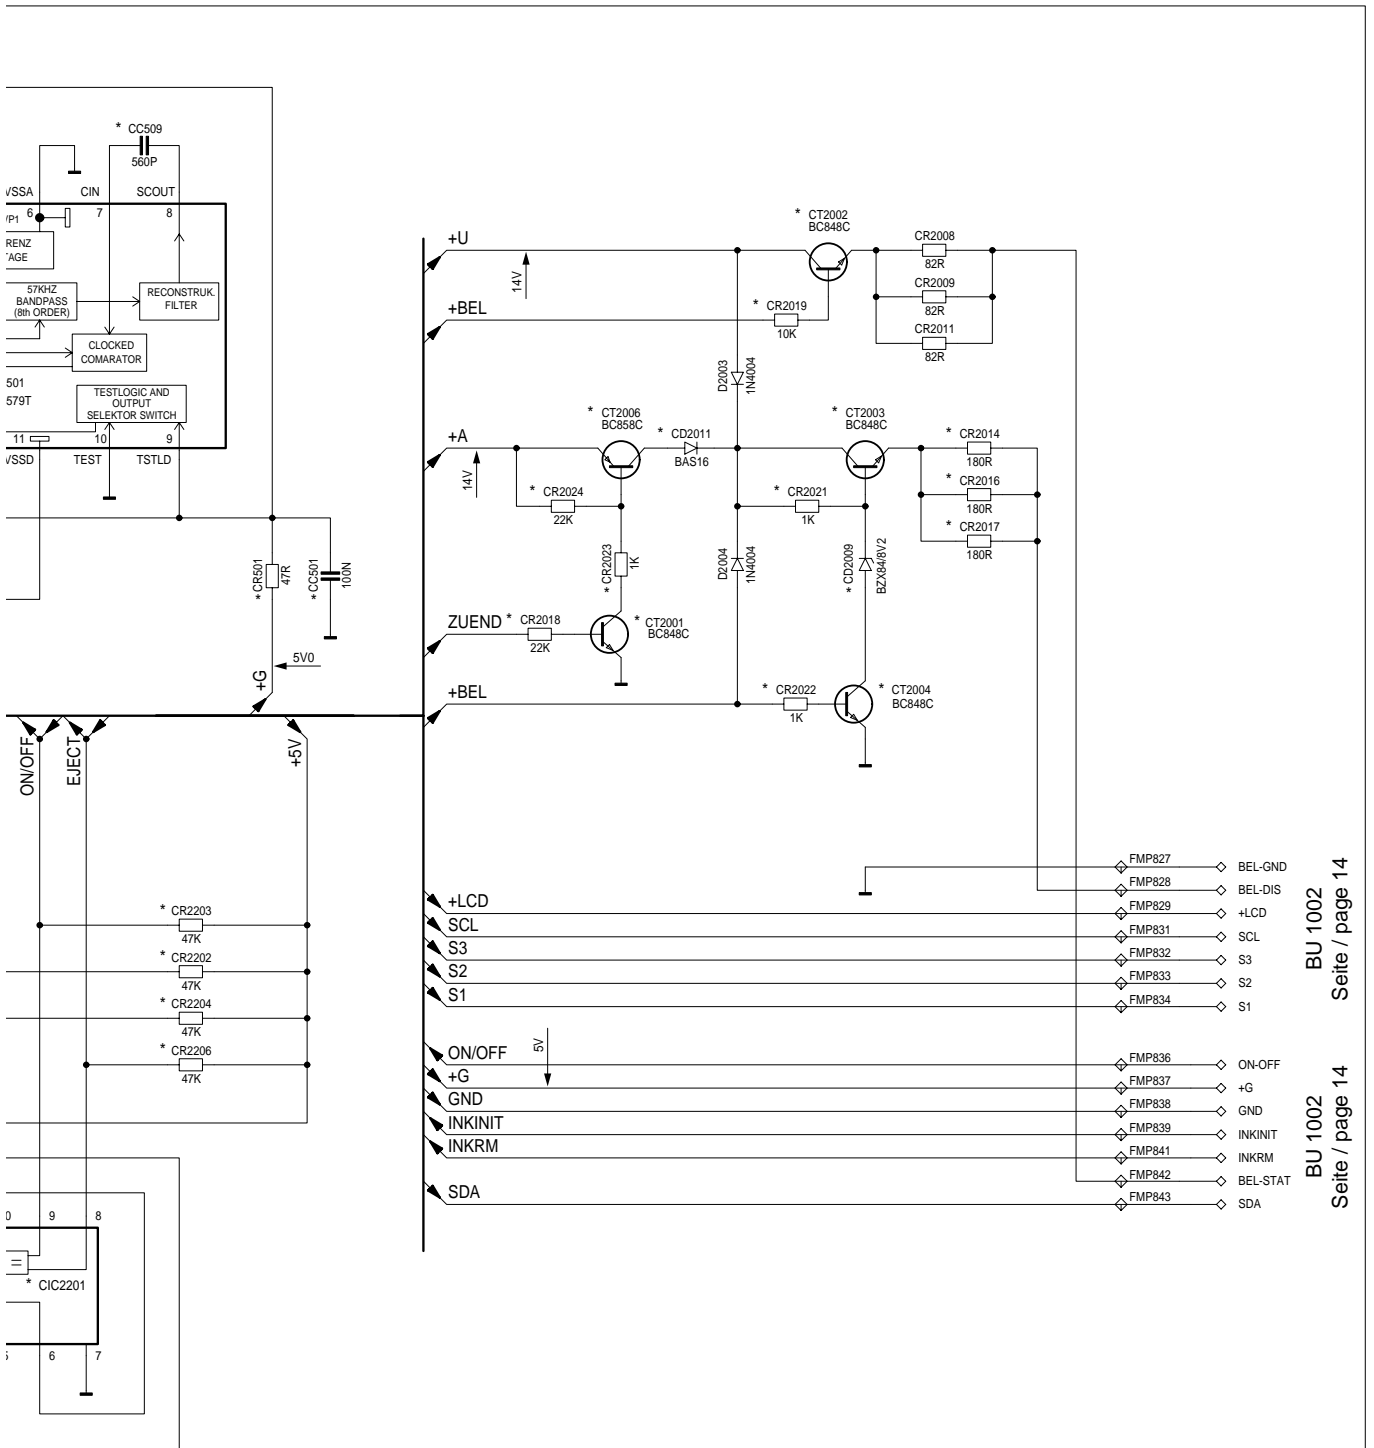 * CC509
560P
VSSA
CIN
SCOUT
6
7
8
VP1
RENZ
TAGE
57KHZ
BANDPASS
(8th ORDER)
RECONSTRUK.
FILTER
CLOCKED
COMARATOR
501
579T
TESTLOGIC AND
OUTPUT
SELEKTOR SWITCH
11
10
9
VSSD
TEST
TSTLD
* CR501
47R
* CC501
100N
5V0
+G
ON/OFF
EJECT
+5V
* CR2203
47K
* CR2202
47K
* CR2204
47K
* CR2206
47K
0
9
8
=
* CIC2201
6
7
+U
14V
+BEL
* CT2002
BC848C
* CR2019
10K
CR2008
82R
CR2009
82R
CR2011
82R
D2003
1N4004
+A
14V
* CT2006
BC858C
* CD2011
BAS16
* CT2003
BC848C
* CR2014
180R
* CR2016
180R
* CR2017
180R
* CR2024
22K
* CR2021
1K
* CR2023
1K
D2004
1N4004
* CD2009
BZX84/8V2
ZUEND
* CR2018
22K
* CT2001
BC848C
+BEL
* CR2022
1K
* CT2004
BC848C
FMP827 BEL-GND
FMP828 BEL-DIS
+LCD FMP829 +LCD
SCL FMP831 SCL
S3 FMP832 S3
S2 FMP833 S2
S1 FMP834 S1
BU 1002
Seite / page 14
5V
ON/OFF FMP836 ON-OFF
+G FMP837 +G
GND FMP838 GND
INKINIT FMP839 INKINIT
INKRM FMP841 INKRM
FMP842 BEL-STAT
SDA FMP843 SDA
BU 1002
Seite / page 14